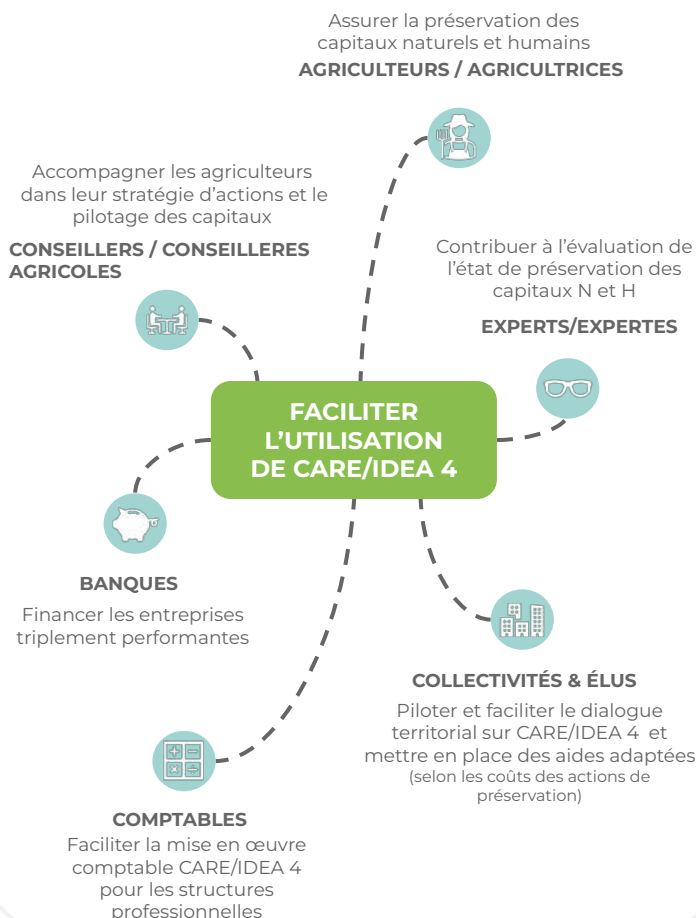 Assurer la préservation des
capitaux naturels et humains
AGRICULTEURS / AGRICULTRICES
Accompagner les agriculteurs
dans leur stratégie d'actions et le
pilotage des capitaux
CONSEILLERS / CONSEILLERES
AGRICOLES
Contribuer à l'évaluation de
l'état de préservation des
capitaux N et H
EXPERTS/EXPERTES
FACILITER
L'UTILISATION
DE CARE/IDEA 4
BANQUES
Financer les entreprises
triplement performantes
COLLECTIVITÉS & ÉLUS
Piloter et faciliter le dialogue
territorial sur CARE/IDEA 4 et
mettre en place des aides adaptées
(selon les coûts des actions de
préservation)
COMPTABLES
Faciliter la mise en œuvre
comptable CARE/IDEA 4
pour les structures
professionnelles